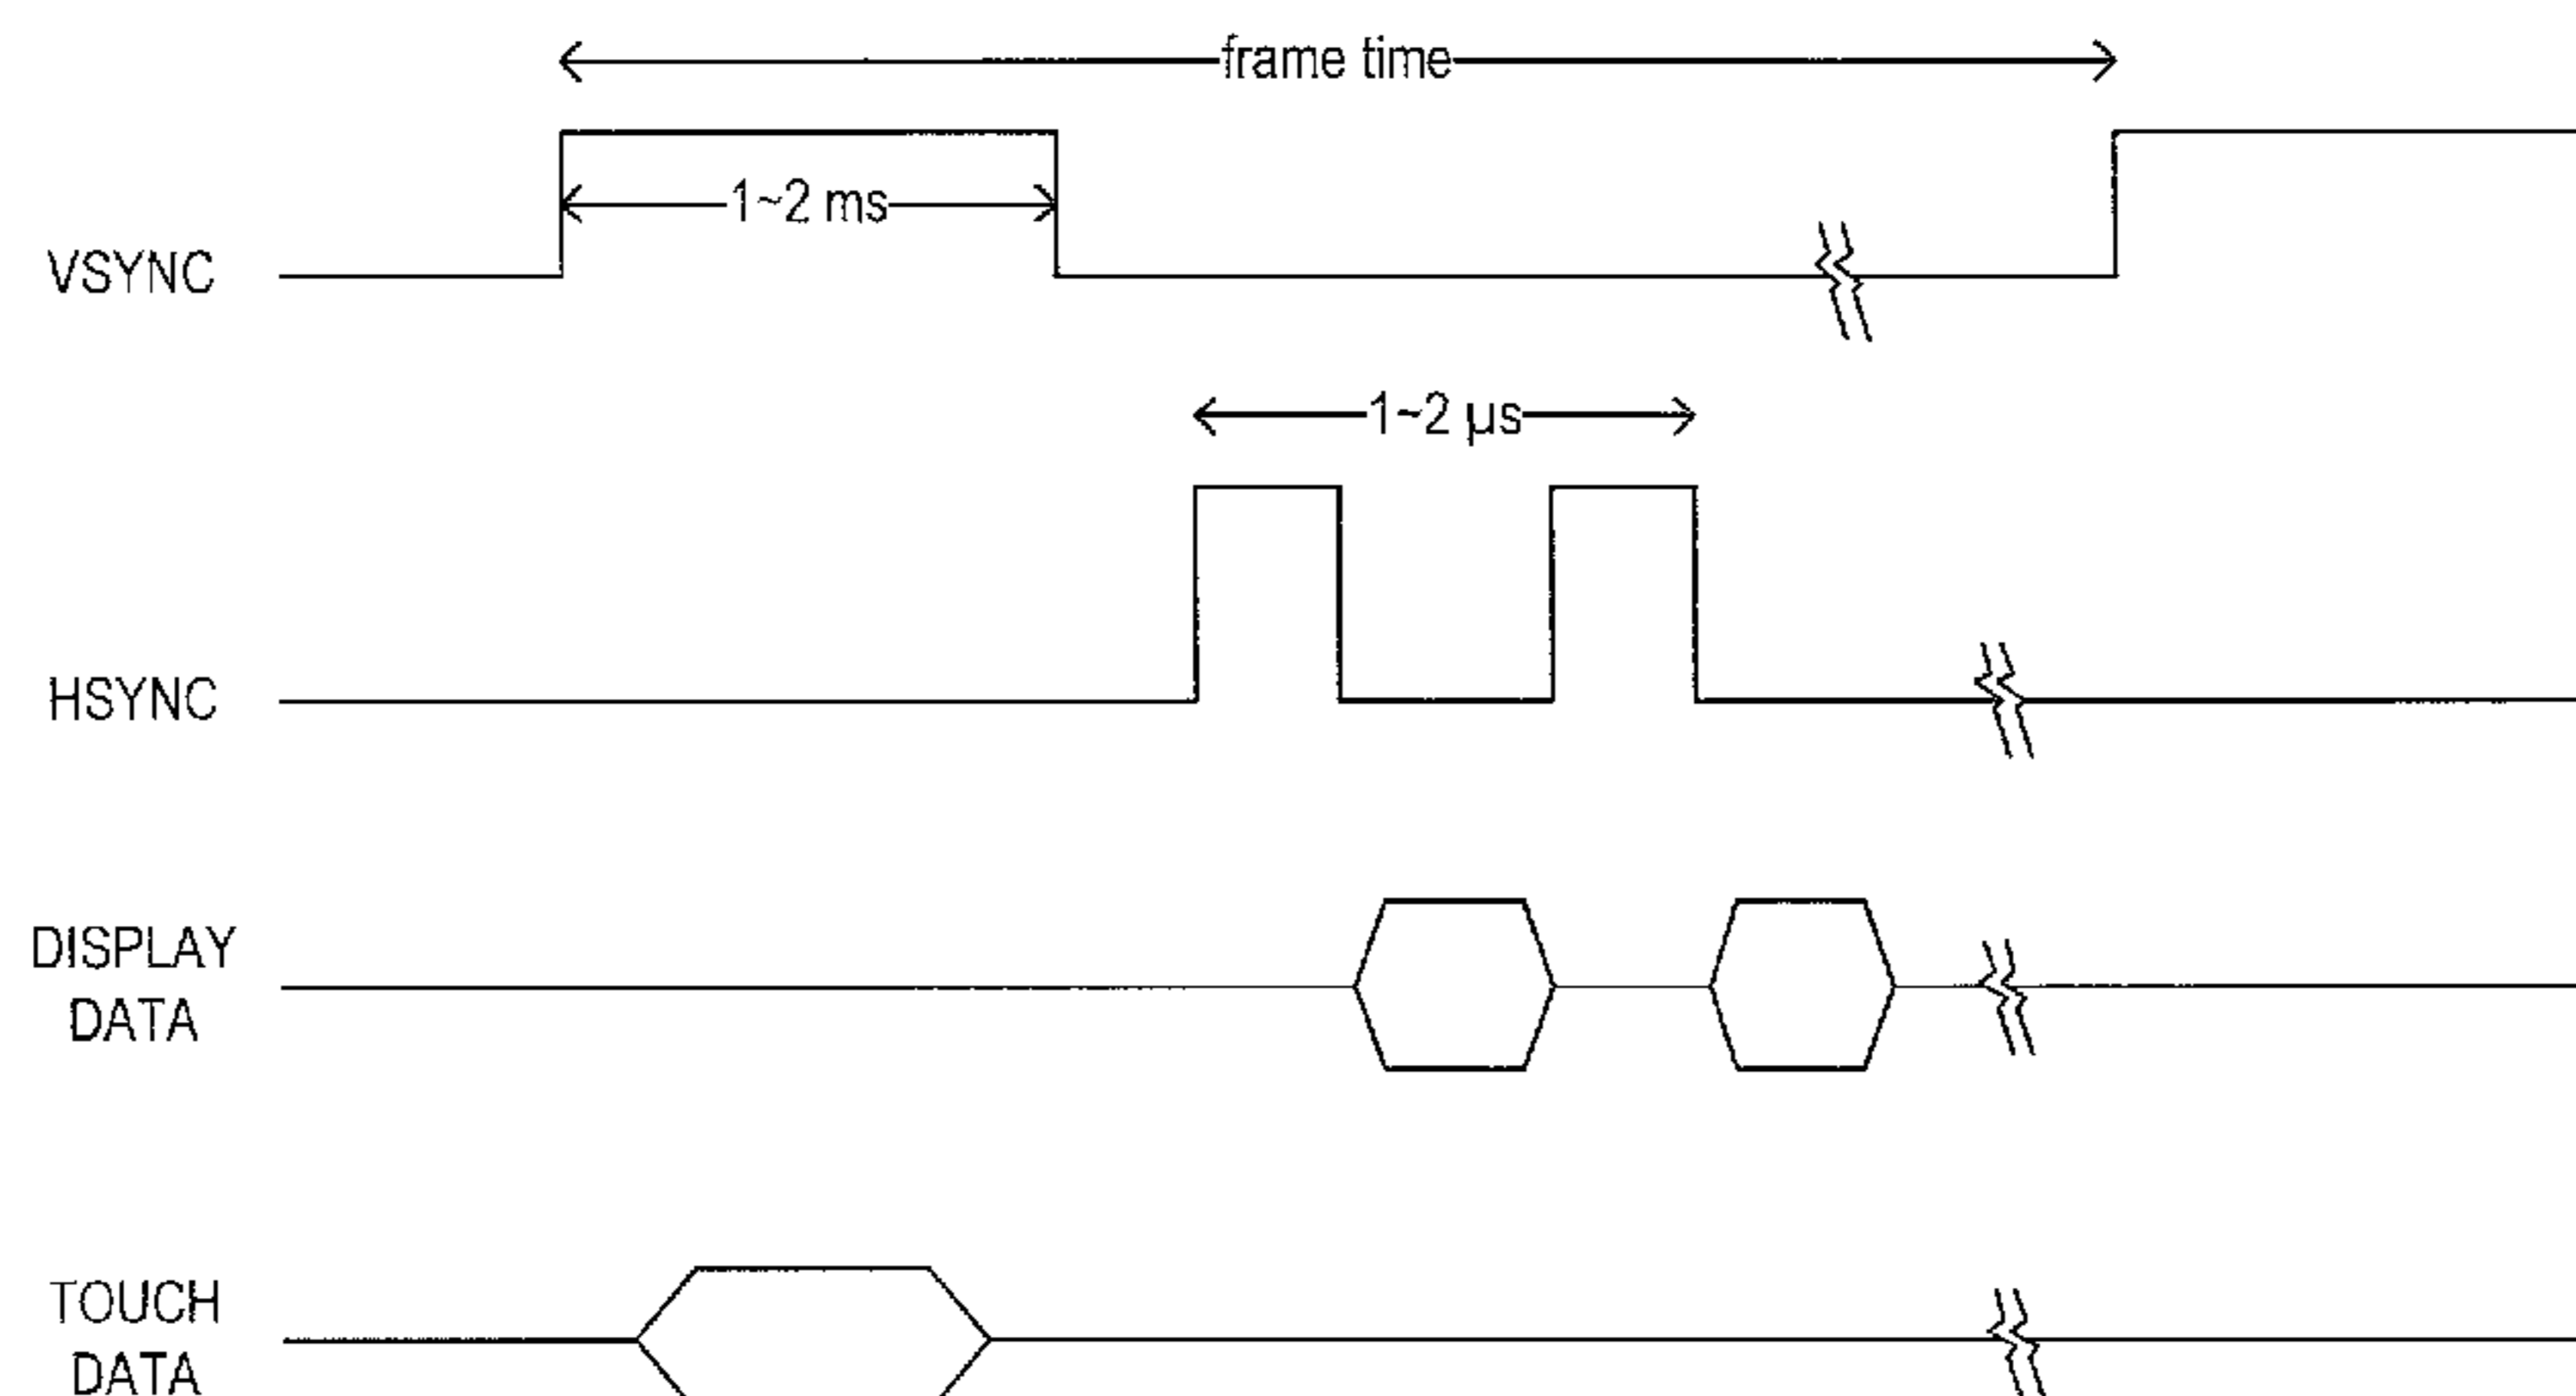 frame time
1~2 ms
VSYNC
1~2 µs
HSYNC
DISPLAY
DATA
TOUCH
DATA